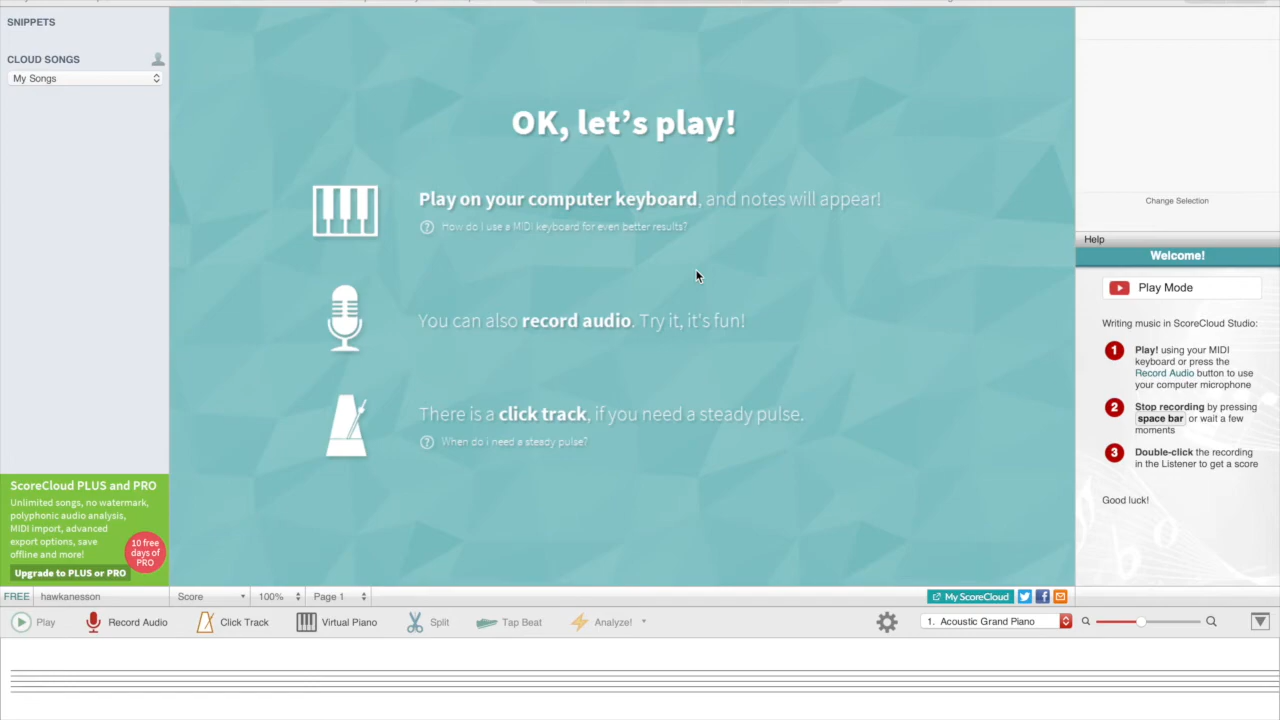 SNIPPETS
CLOUD SONGS
My Songs
OK, let's play!
Play on your computer keyboard, and notes will appear!
? How do I use a MIDI keyboard for even better results?
You can also record audio. Try it, it's fun!
There is a click track, if you need a steady pulse.
? When do i need a steady pulse?
Change Selection
Help
Welcome!
Play Mode
Writing music in ScoreCloud Studio:
1 Play! using your MIDI
keyboard or press the
Record Audio button to use
your computer microphone
2 Stop recording by pressing
space bar or wait a few
moments
3 Double-click the recording
in the Listener to get a score
Good luck!
ScoreCloud PLUS and PRO
Unlimited songs, no watermark,
polyphonic audio analysis,
MIDI import, advanced
export options, save
offline and more!
10 free
days of
PRO
Upgrade to PLUS or PRO
FREE hawkanesson Score 100% Page 1 My ScoreCloud
Play Record Audio Click Track Virtual Piano Split Tap Beat Analyze! 1. Acoustic Grand Piano